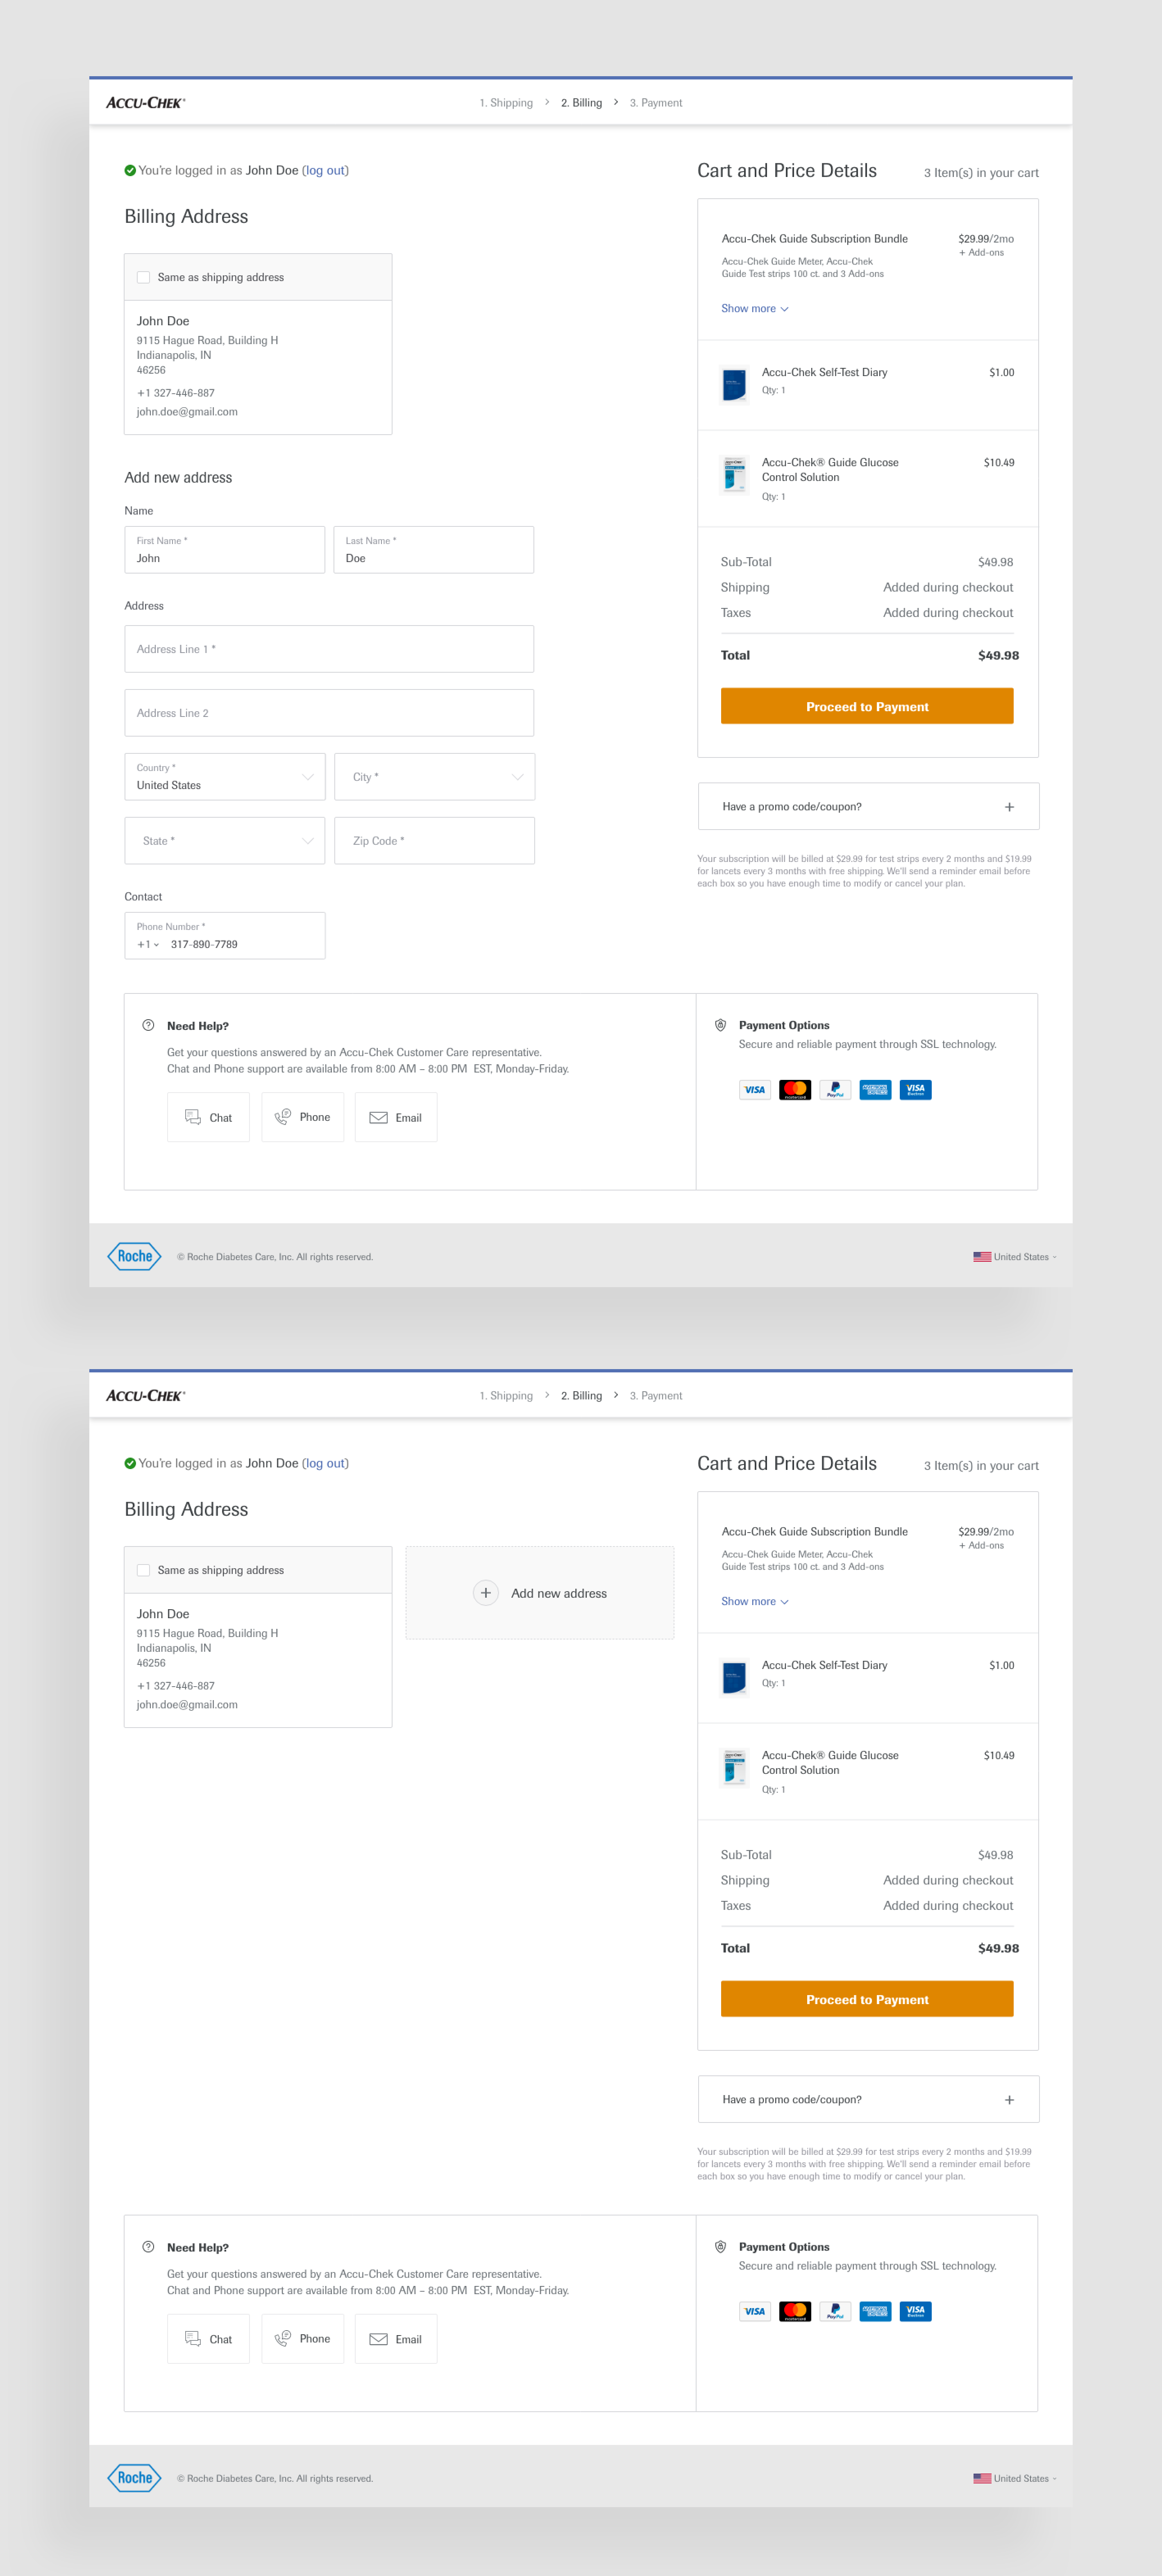 ACCU-CHEK®
1. Shipping > 2. Billing > 3. Payment
You're logged in as John Doe (log out)
Billing Address
Same as shipping address
John Doe
9115 Hague Road, Building H
Indianapolis, IN
46256
+1 327-446-887
john.doe@gmail.com
Add new address
Name
First Name *
John
Last Name *
Doe
Address
Address Line 1 *
Address Line 2
Country *
United States
City *
State *
Zip Code *
Contact
Phone Number *
+1 317-890-7789
Cart and Price Details
3 Item(s) in your cart
Accu-Chek Guide Subscription Bundle
$29.99/2mo
+ Add-ons
Accu-Chek Guide Meter, Accu-Chek
Guide Test strips 100 ct. and 3 Add-ons
Show more
Accu-Chek Self-Test Diary
$1.00
Qty: 1
Accu-Chek® Guide Glucose
Control Solution
$10.49
Qty: 1
Sub-Total $49.98
Shipping Added during checkout
Taxes Added during checkout
Total $49.98
Proceed to Payment
Have a promo code/coupon? +
Your subscription will be billed at $29.99 for test strips every 2 months and $19.99
for lancets every 3 months with free shipping. We'll send a reminder email before
each box so you have enough time to modify or cancel your plan.
Need Help?
Get your questions answered by an Accu-Chek Customer Care representative.
Chat and Phone support are available from 8:00 AM – 8:00 PM EST, Monday-Friday.
Chat
Phone
Email
Payment Options
Secure and reliable payment through SSL technology.
VISA
mastercard
PayPal
AMERICAN EXPRESS
VISA Electron
Roche
© Roche Diabetes Care, Inc. All rights reserved.
United States
ACCU-CHEK®
1. Shipping > 2. Billing > 3. Payment
You're logged in as John Doe (log out)
Billing Address
Same as shipping address
John Doe
9115 Hague Road, Building H
Indianapolis, IN
46256
+1 327-446-887
john.doe@gmail.com
+ Add new address
Cart and Price Details
3 Item(s) in your cart
Accu-Chek Guide Subscription Bundle
$29.99/2mo
+ Add-ons
Accu-Chek Guide Meter, Accu-Chek
Guide Test strips 100 ct. and 3 Add-ons
Show more
Accu-Chek Self-Test Diary
$1.00
Qty: 1
Accu-Chek® Guide Glucose
Control Solution
$10.49
Qty: 1
Sub-Total $49.98
Shipping Added during checkout
Taxes Added during checkout
Total $49.98
Proceed to Payment
Have a promo code/coupon? +
Your subscription will be billed at $29.99 for test strips every 2 months and $19.99
for lancets every 3 months with free shipping. We'll send a reminder email before
each box so you have enough time to modify or cancel your plan.
Need Help?
Get your questions answered by an Accu-Chek Customer Care representative.
Chat and Phone support are available from 8:00 AM – 8:00 PM EST, Monday-Friday.
Chat
Phone
Email
Payment Options
Secure and reliable payment through SSL technology.
VISA
mastercard
PayPal
AMERICAN EXPRESS
VISA Electron
Roche
© Roche Diabetes Care, Inc. All rights reserved.
United States